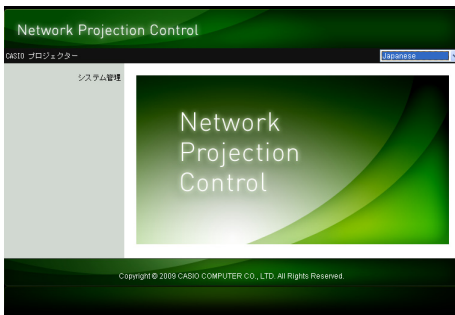 Network Projection Control
CASIO プロジェクター
Japanese
システム管理
Network
Projection
Control
Copyright © 2009 CASIO COMPUTER CO., LTD. All Rights Reserved.